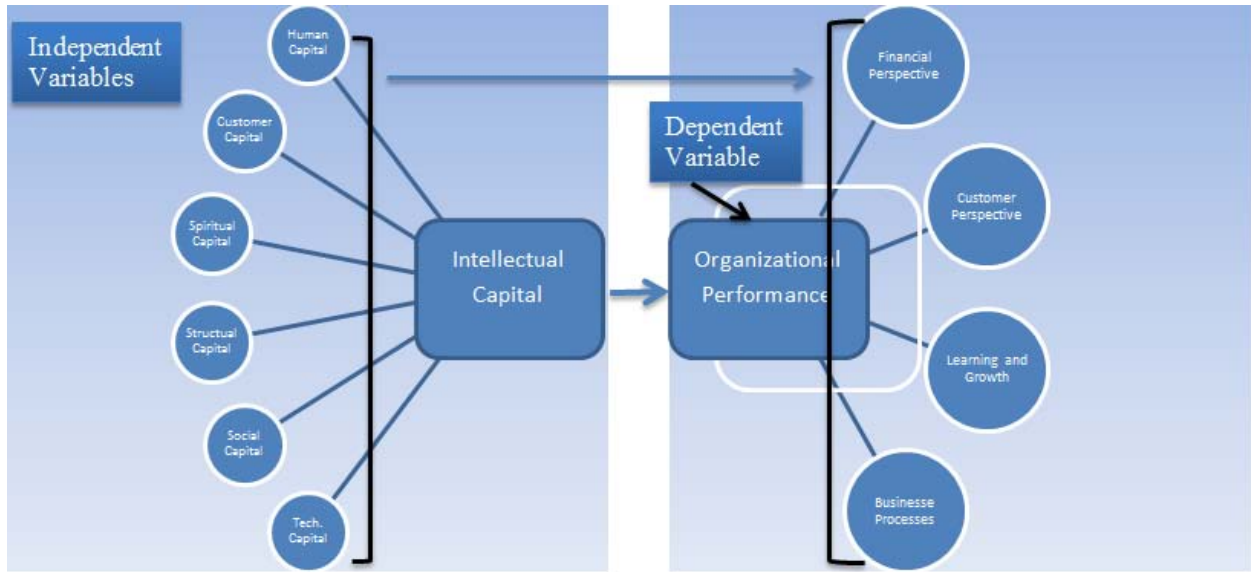 Independent
Variables
Human
Capital
Customer
Capital
Spiritual
Capital
Structual
Capital
Social
Capital
Tech.
Capital
Intellectual
Capital
Dependent
Variable
Organizational
Performance
Financial
Perspective
Customer
Perspective
Learning and
Growth
Businesse
Processes